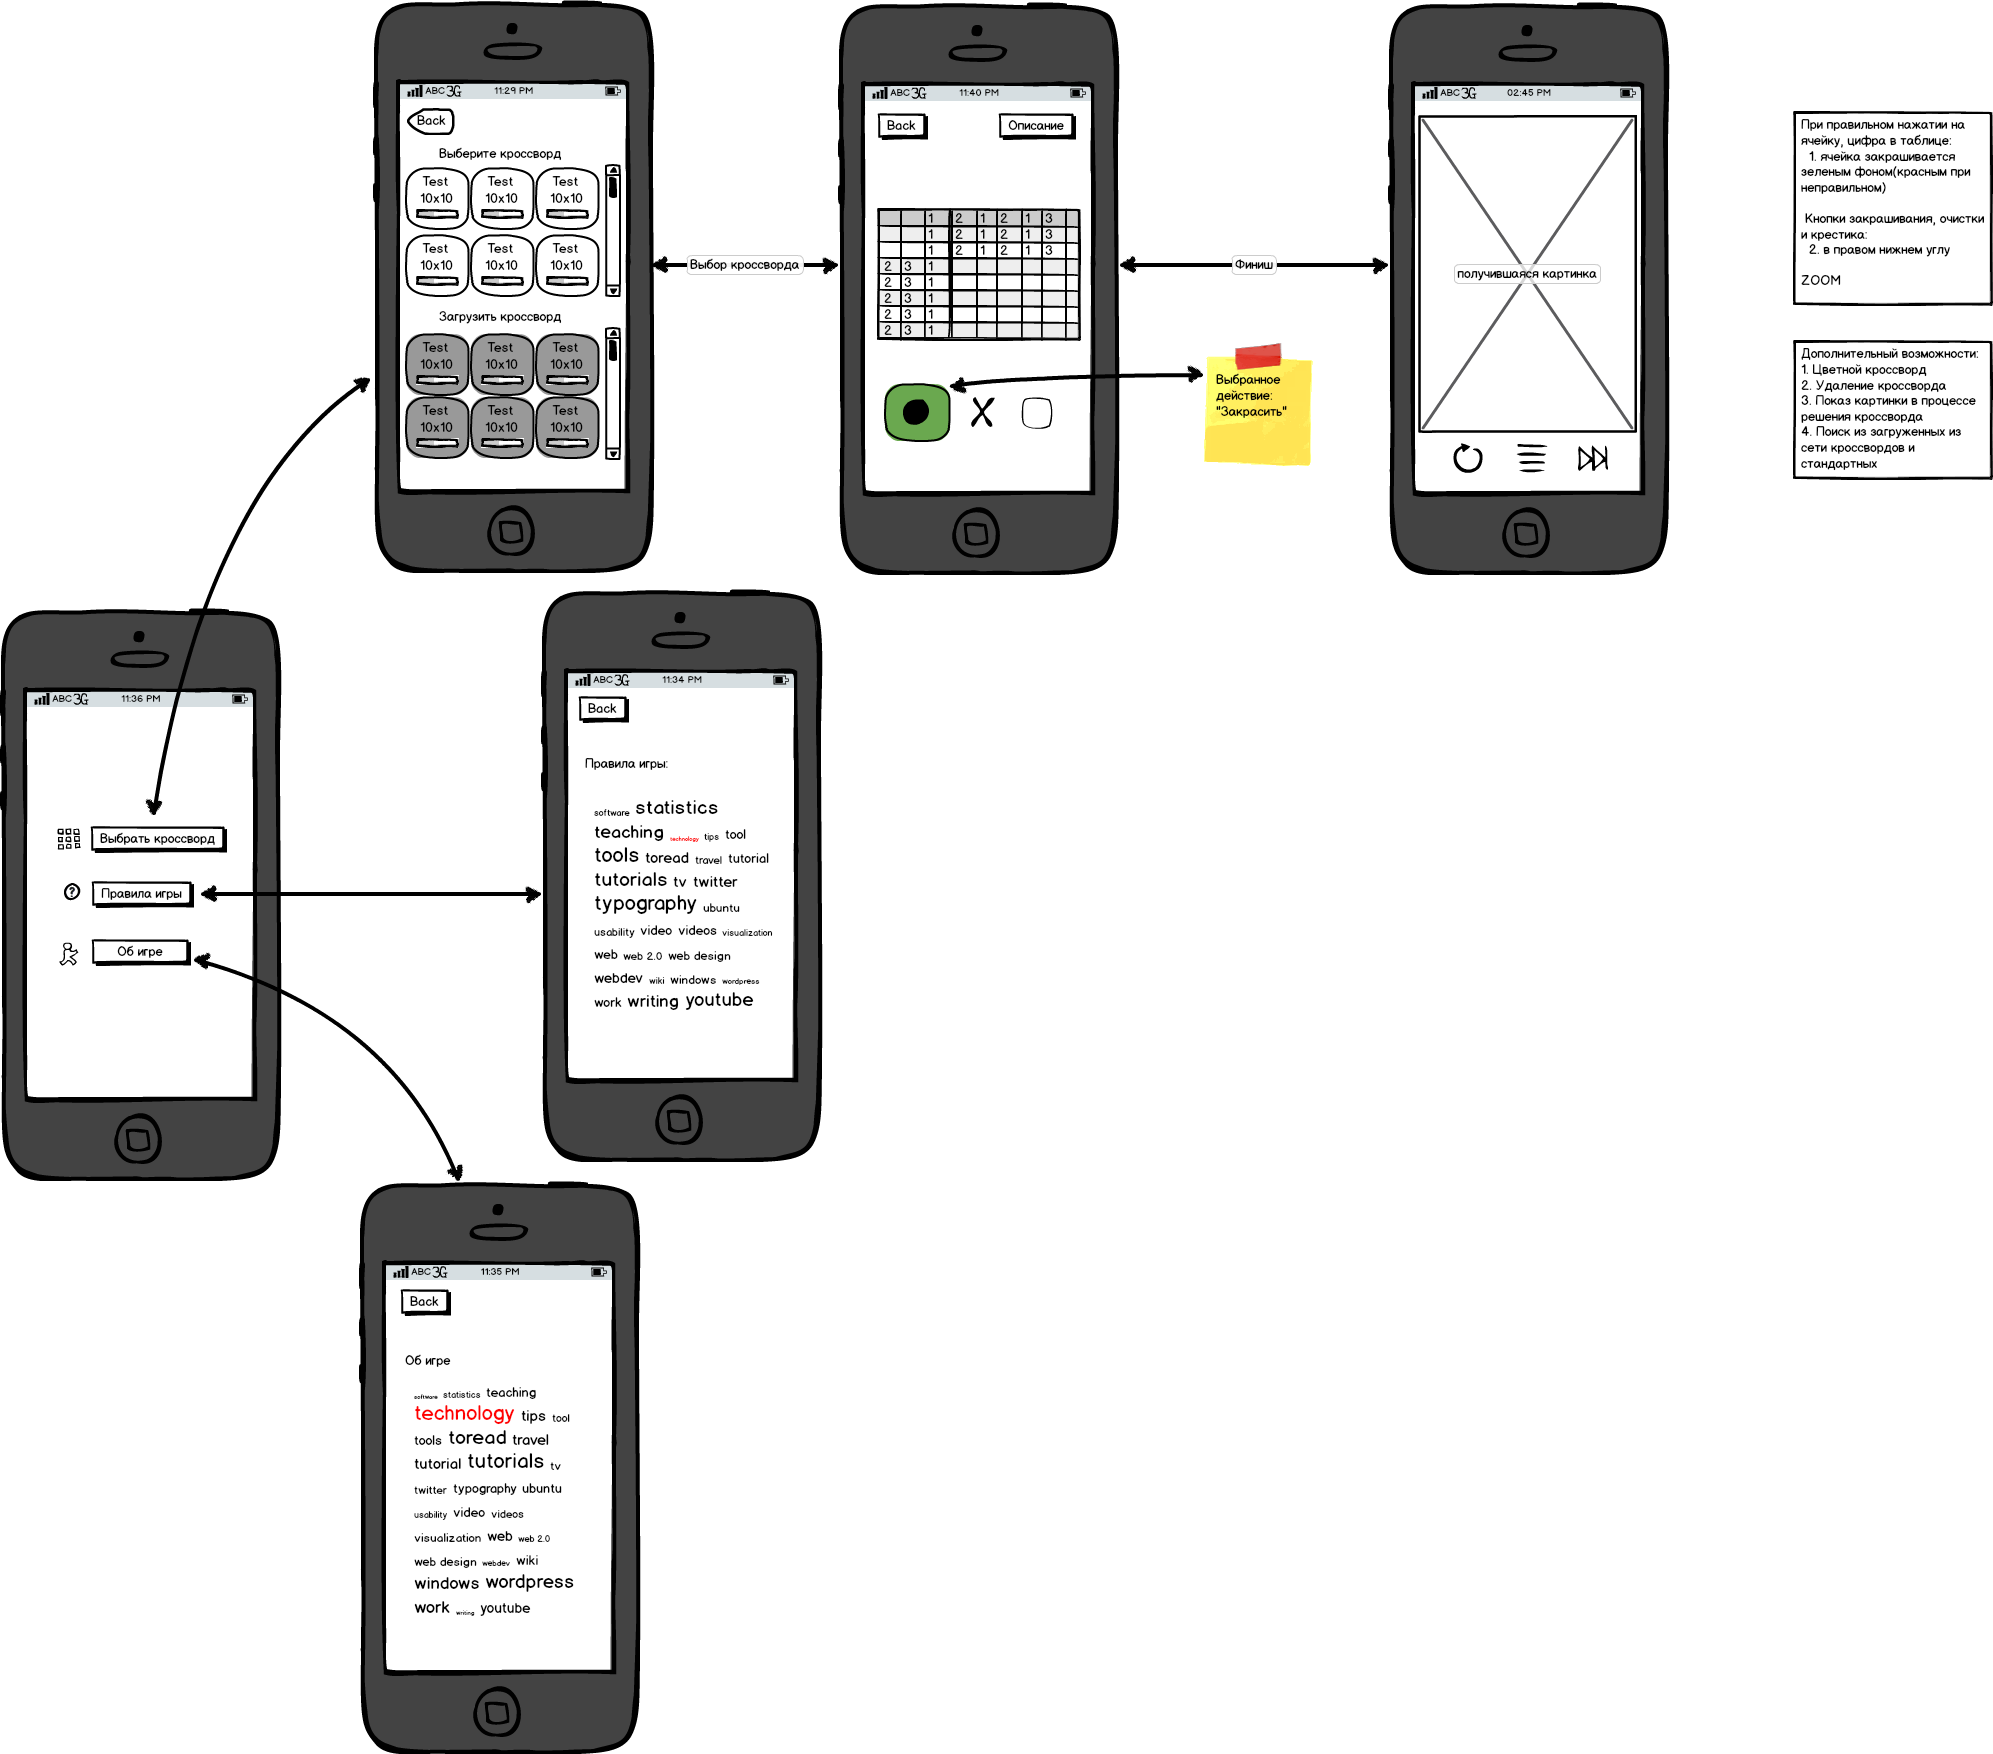 ABC 3G 11:29 PM
Back
Выберите кроссворд
Test Test Test
10x10 10x10 10x10
Test Test Test
10x10 10x10 10x10
Загрузить кроссворд
Test Test Test
10x10 10x10 10x10
Test Test Test
10x10 10x10 10x10
Выбор кроссворда
ABC 3G 11:40 PM
Back Описание
1 2 1 2 1 3
1 2 1 2 1 3
1 2 1 2 1 3
2 3 1
2 3 1
2 3 1
2 3 1
2 3 1
X
Финиш
Выбранное
действие:
"Закрасить"
ABC 3G 02:45 PM
получившаяся картинка
При правильном нажатии на
ячейку, цифра в таблице:
1. ячейка закрашивается
зеленым фоном(красным при
неправильном)
Кнопки закрашивания, очистки
и крестика:
2. в правом нижнем углу
ZOOM
Дополнительный возможности:
1. Цветной кроссворд
2. Удаление кроссворда
3. Показ картинки в процессе
решения кроссворда
4. Поиск из загруженных из
сети кроссвордов и
стандартных
ABC 3G 11:36 PM
Выбрать кроссворд
? Правила игры
Об игре
ABC 3G 11:34 PM
Back
Правила игры:
software statistics
teaching technology tips tool
tools toread travel tutorial
tutorials tv twitter
typography ubuntu
usability video videos visualization
web web 2.0 web design
webdev wiki windows wordpress
work writing youtube
ABC 3G 11:35 PM
Back
Об игре
software statistics teaching
technology tips tool
tools toread travel
tutorial tutorials tv
twitter typography ubuntu
usability video videos
visualization web web 2.0
web design webdev wiki
windows wordpress
work writing youtube